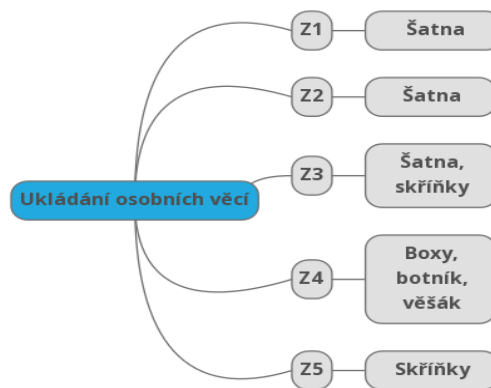 Ukládání osobních věcí
Z1
Šatna
Z2
Šatna
Z3
Šatna,
skříňky
Z4
Boxy,
botník,
věšák
Z5
Skříňky